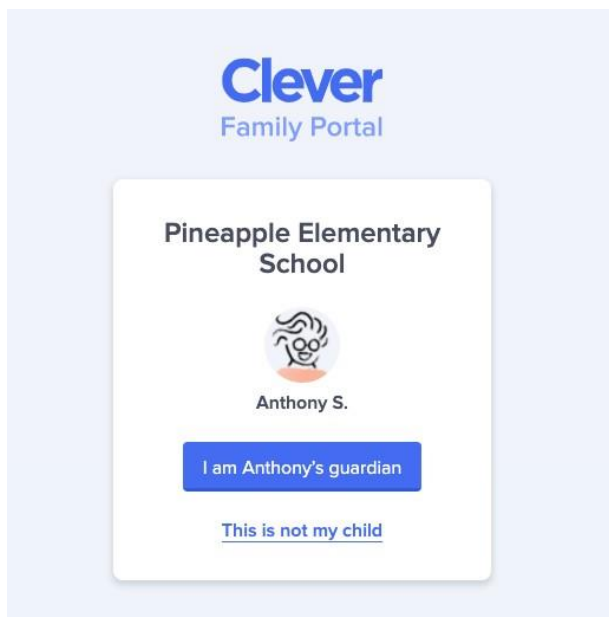 Clever
Family Portal
Pineapple Elementary
School
Anthony S.
I am Anthony’s guardian
This is not my child